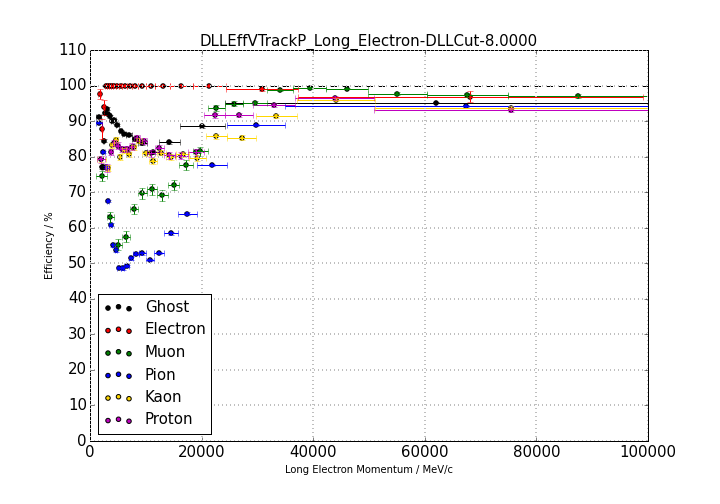 DLLEffVTrackP_Long_Electron-DLLCut-8.0000
110
100
90
80
70
60
50
40
30
20
10
0
Efficiency / %
Ghost
Electron
Muon
Pion
Kaon
Proton
0 20000 40000 60000 80000 100000
Long Electron Momentum / MeV/c